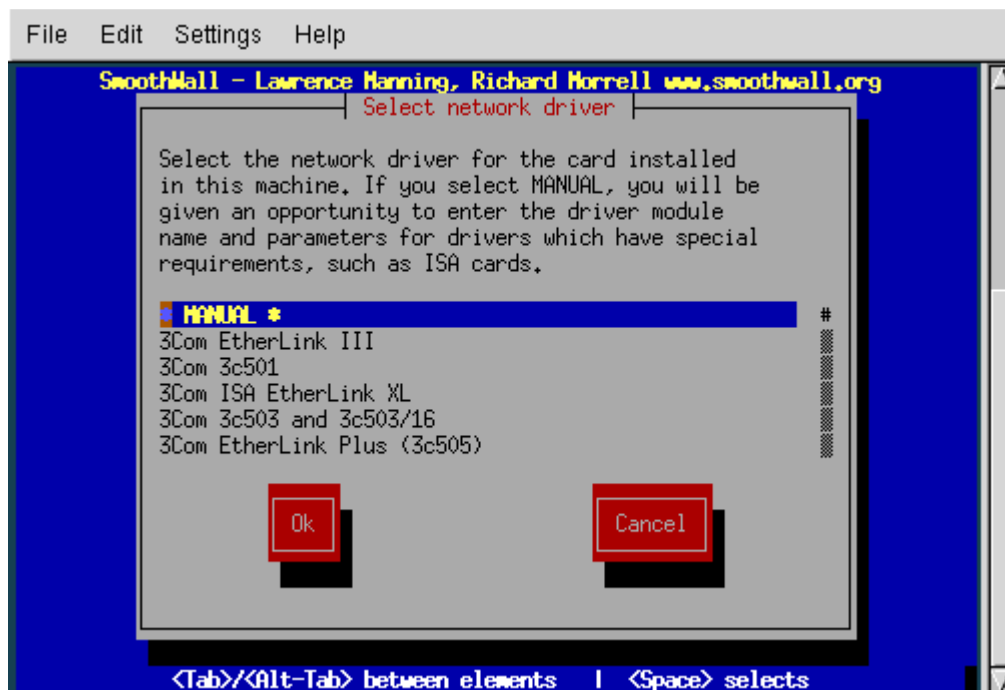 File Edit Settings Help
SmoothWall - Lawrence Manning, Richard Morrell www.smoothwall.org
Select network driver
Select the network driver for the card installed
in this machine. If you select MANUAL, you will be
given an opportunity to enter the driver module
name and parameters for drivers which have special
requirements, such as ISA cards.
* MANUAL * #
3Com EtherLink III
3Com 3c501
3Com ISA EtherLink XL
3Com 3c503 and 3c503/16
3Com EtherLink Plus (3c505)
Ok Cancel
<Tab>/<Alt-Tab> between elements | <Space> selects